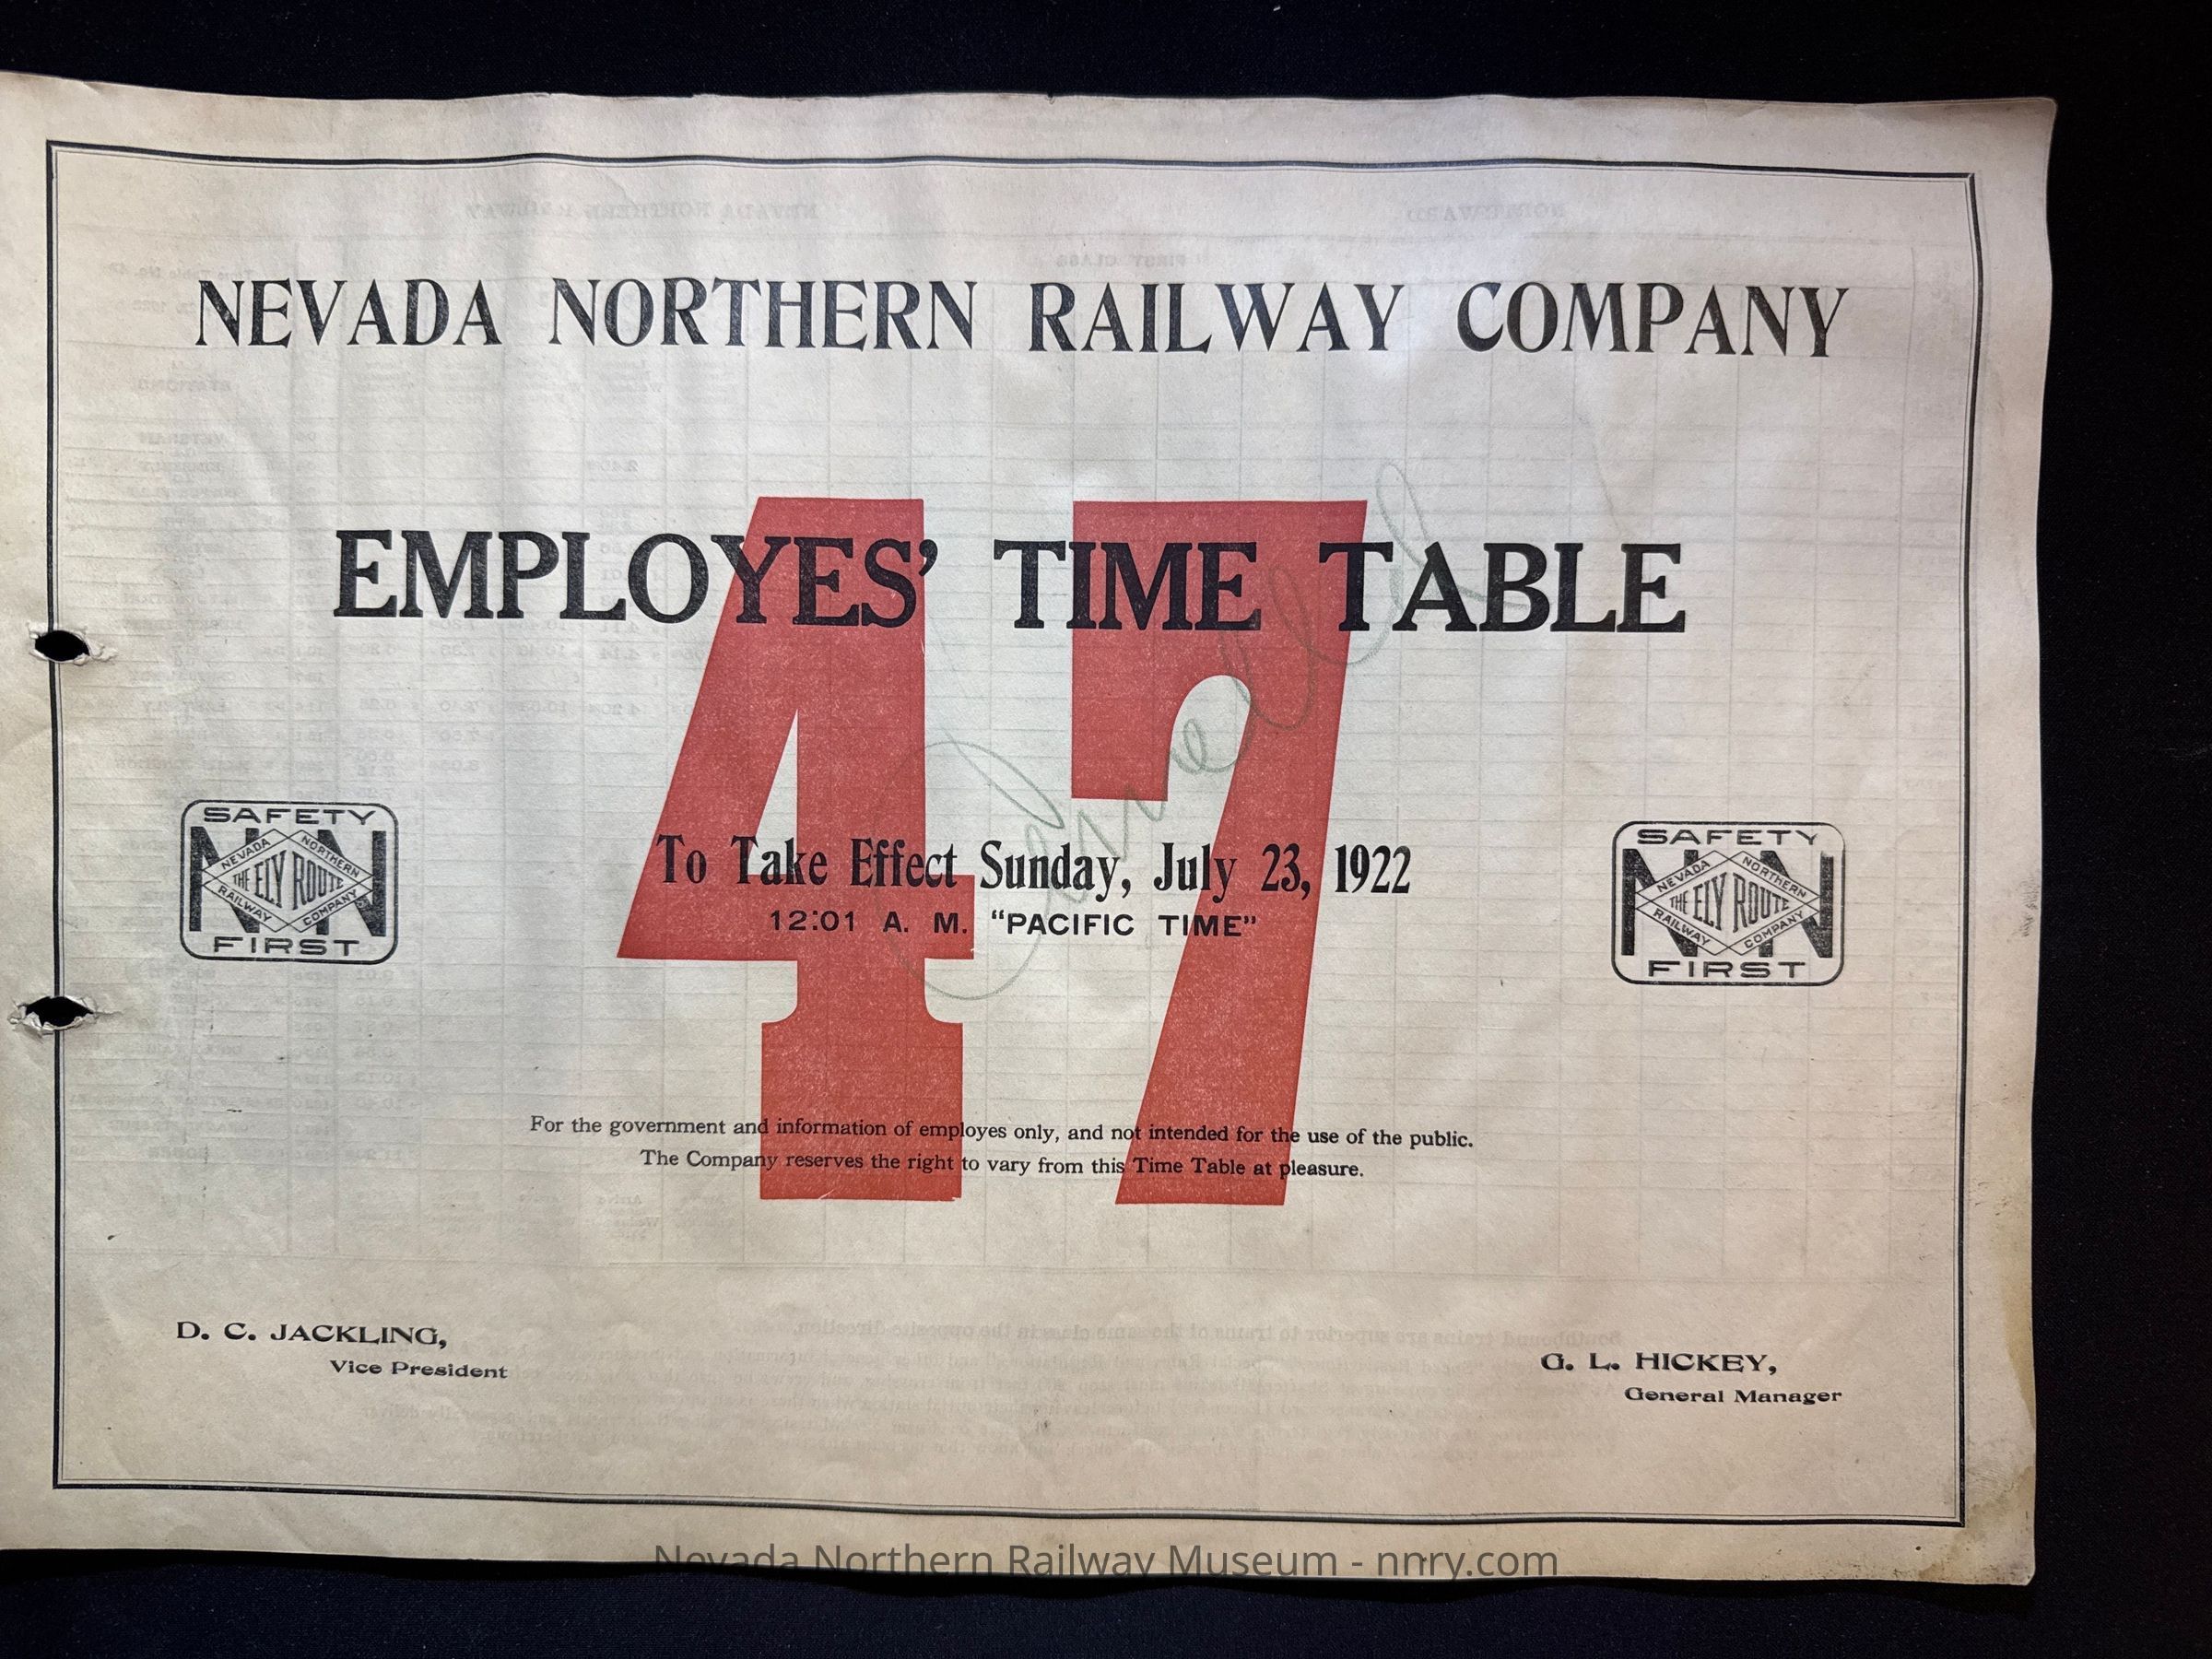 NEVADA NORTHERN RAILWAY COMPANY
EMPLOYES' TIME TABLE
47
To Take Effect Sunday, July 23, 1922
12:01 A. M. "PACIFIC TIME"
SAFETY
NN
NEVADA NORTHERN
THE ELY ROUTE
RAILWAY COMPANY
FIRST
SAFETY
NN
NEVADA NORTHERN
THE ELY ROUTE
RAILWAY COMPANY
FIRST
For the government and information of employes only, and not intended for the use of the public.
The Company reserves the right to vary from this Time Table at pleasure.
D. C. JACKLING,
Vice President
G. L. HICKEY,
General Manager
Nevada Northern Railway Museum - nnry.com